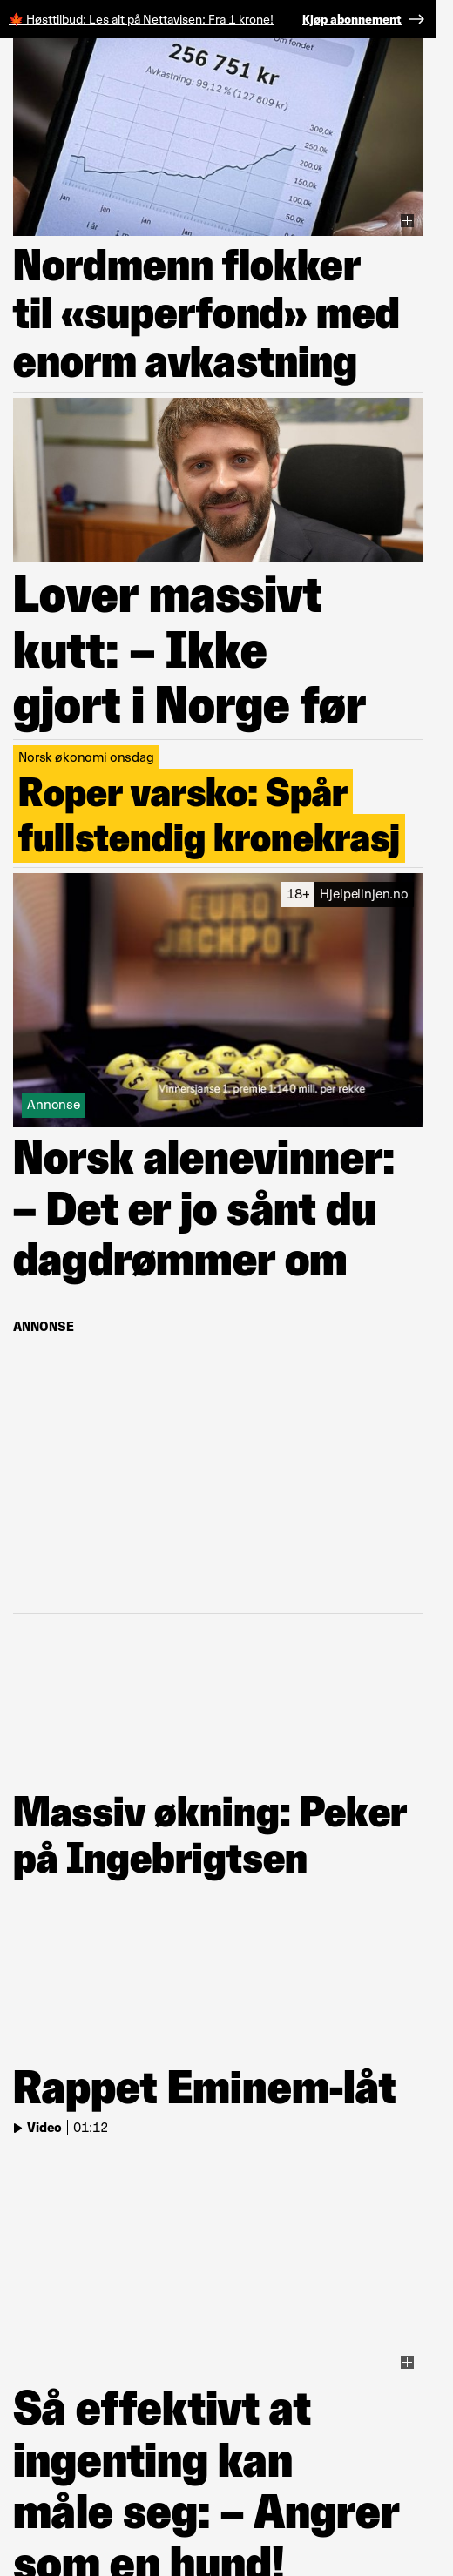 🍁 Høsttilbud: Les alt på Nettavisen: Fra 1 krone! Kjøp abonnement →
Om fondet
256 751 kr
Avkastning: 99,12 % (127 809 kr)
300,0k
250,0k
200,0k
150,0k
100,0k
50,0k
jan
jan
jan
jan
i år
Nordmenn flokker
til «superfond» med
enorm avkastning
Lover massivt
kutt: – Ikke
gjort i Norge før
Norsk økonomi onsdag
Roper varsko: Spår
fullstendig kronekrasj
18+ Hjelpelinjen.no
EURO
JACKPOT
Vinnersjanse 1. premie 1:140 mill. per rekke
Annonse
Norsk alenevinner:
– Det er jo sånt du
dagdrømmer om
ANNONSE
Massiv økning: Peker
på Ingebrigtsen
Rappet Eminem-låt
Video 01:12
Så effektivt at
ingenting kan
måle seg: – Angrer
som en hund!